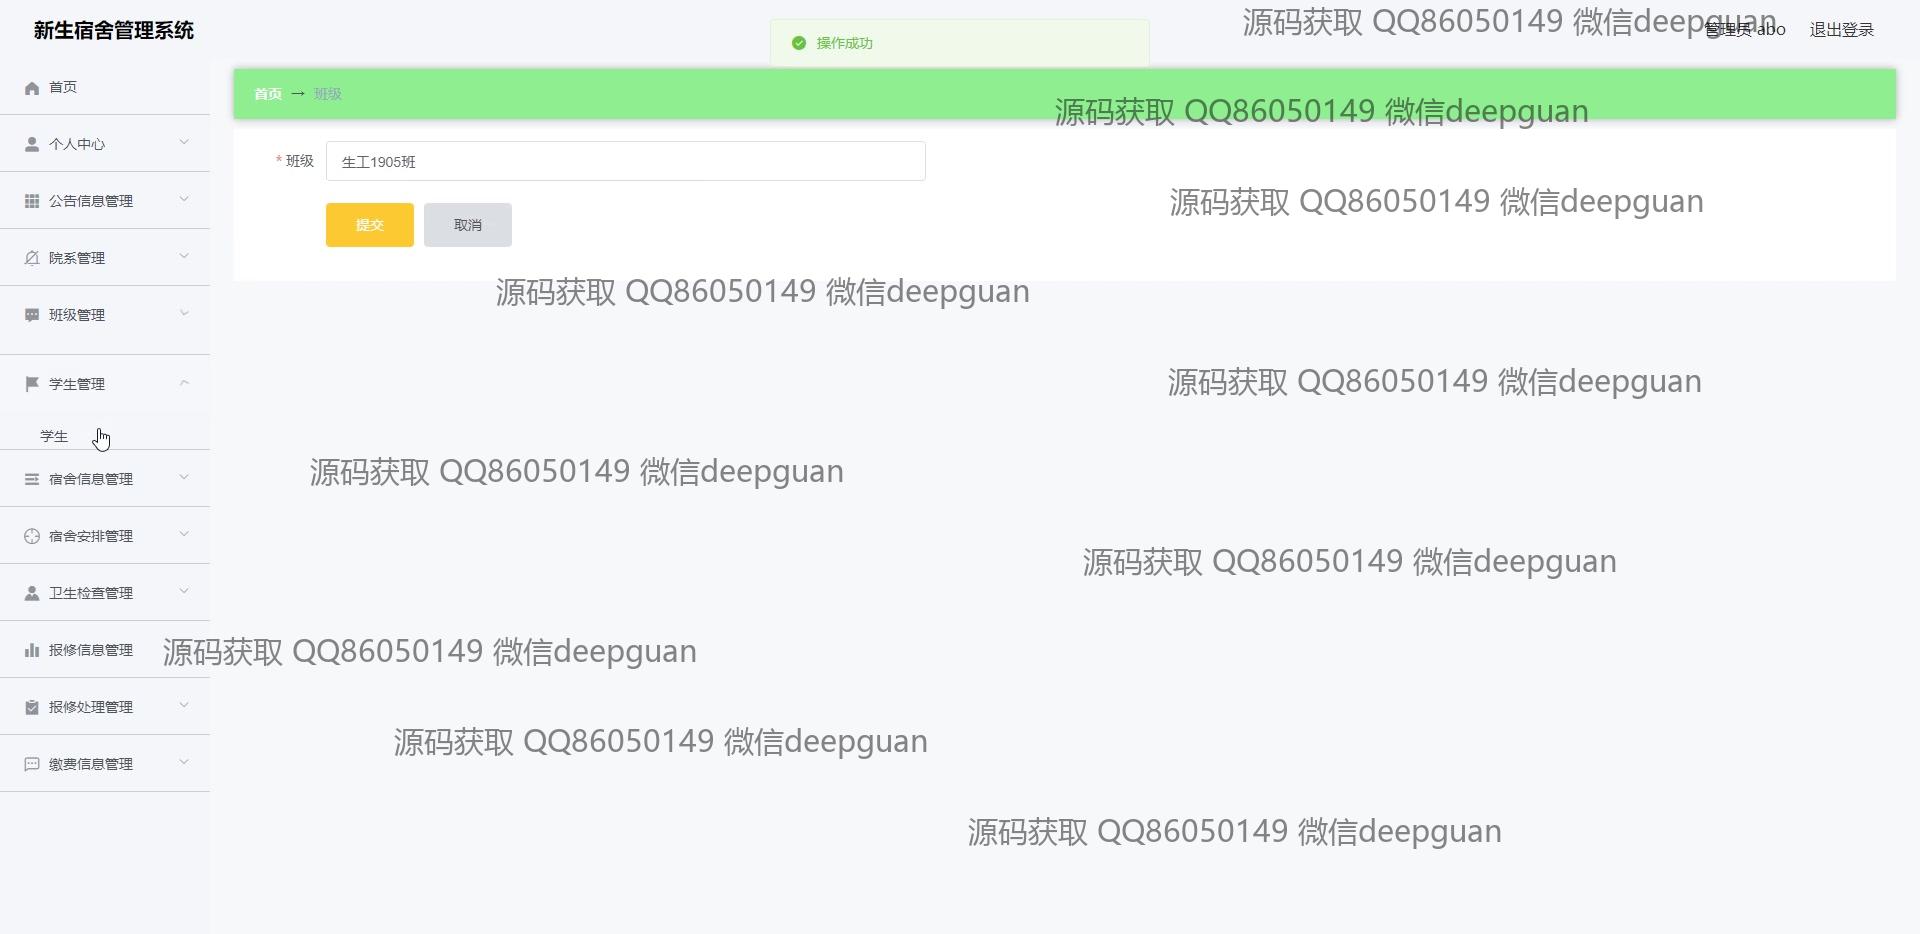 新生宿舍管理系统
操作成功
源码获取 QQ86050149 微信deepguan
管理员 abo
退出登录
首页
首页 → 班级
源码获取 QQ86050149 微信deepguan
个人中心
* 班级
生工1905班
公告信息管理
源码获取 QQ86050149 微信deepguan
提交
取消
院系管理
源码获取 QQ86050149 微信deepguan
班级管理
学生管理
源码获取 QQ86050149 微信deepguan
学生
宿舍信息管理
源码获取 QQ86050149 微信deepguan
宿舍安排管理
源码获取 QQ86050149 微信deepguan
卫生检查管理
报修信息管理
源码获取 QQ86050149 微信deepguan
报修处理管理
源码获取 QQ86050149 微信deepguan
缴费信息管理
源码获取 QQ86050149 微信deepguan